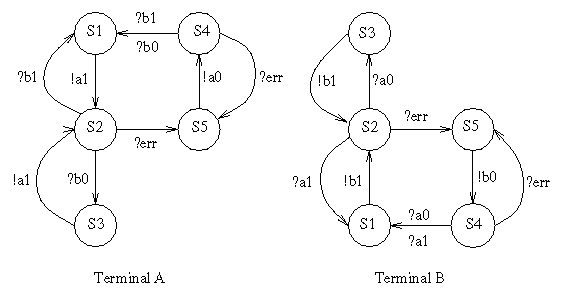 S1
?b1
S4
?b0
?b1
!a1
!a0
?err
S2
?err
S5
!a1
?b0
S3
Terminal A
S3
!b1
?a0
S2
?err
S5
?a1
!b1
!b0
?err
S1
?a0
S4
?a1
Terminal B